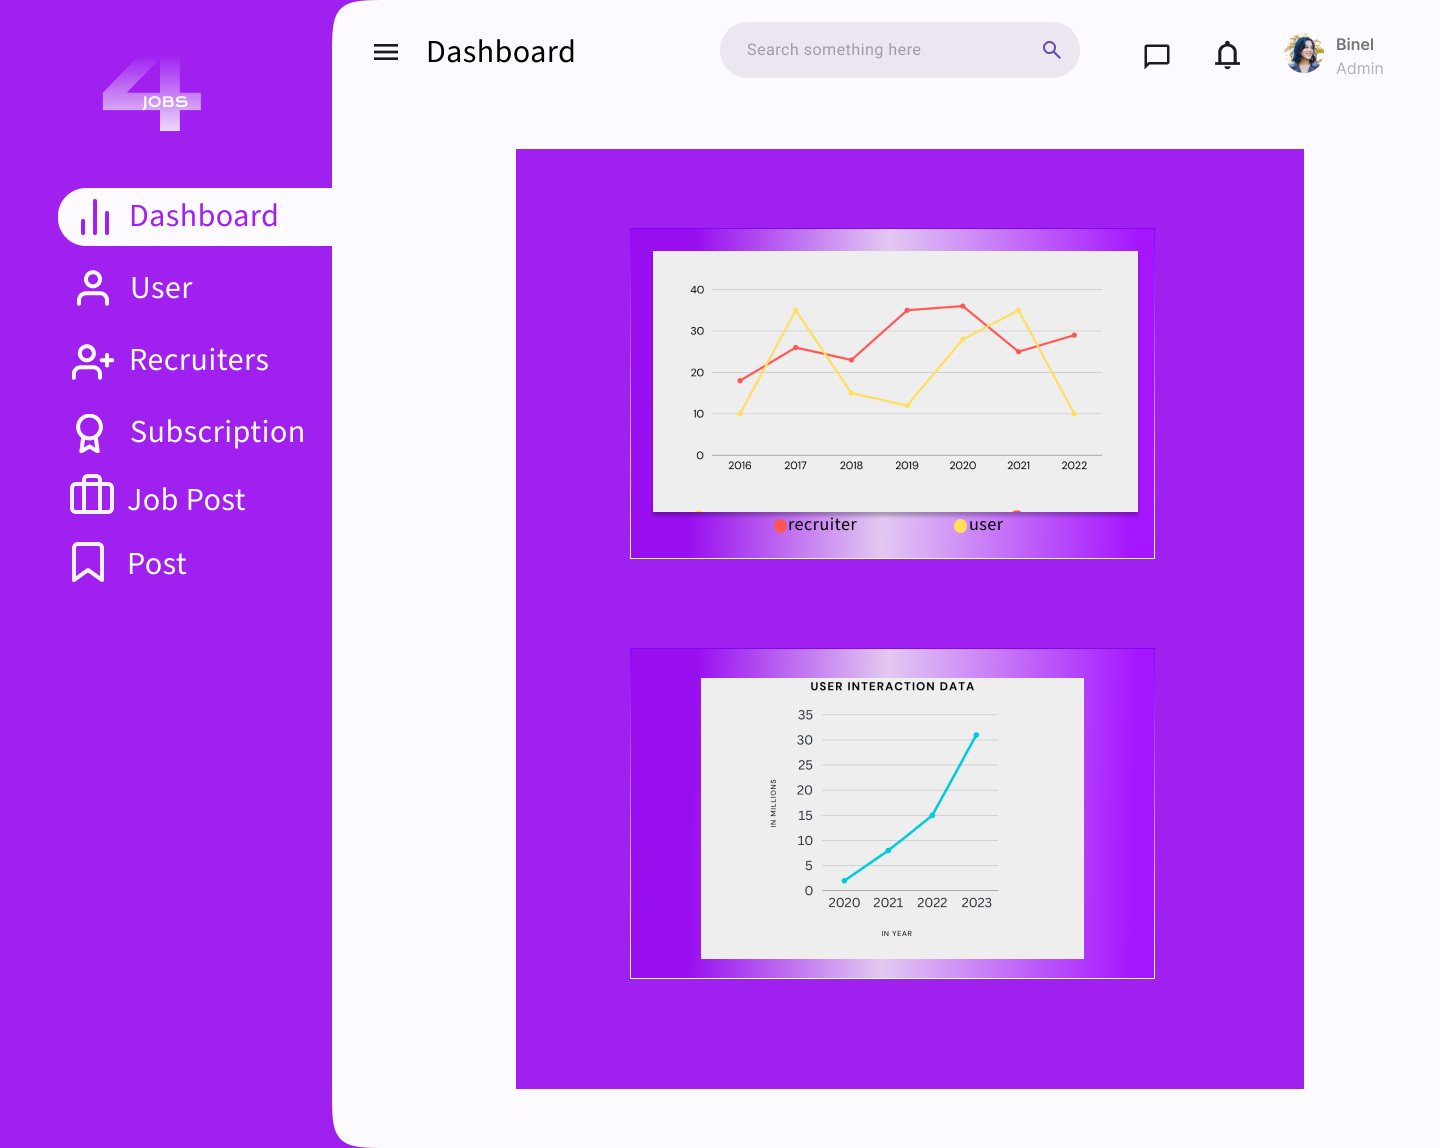 4
JOBS
Dashboard
User
Recruiters
Subscription
Job Post
Post
Dashboard
Search something here
Binel
Admin
40
30
20
10
0
2016 2017 2018 2019 2020 2021 2022
recruiter user
USER INTERACTION DATA
35
30
25
20
15
10
5
0
IN MILLIONS
2020 2021 2022 2023
IN YEAR